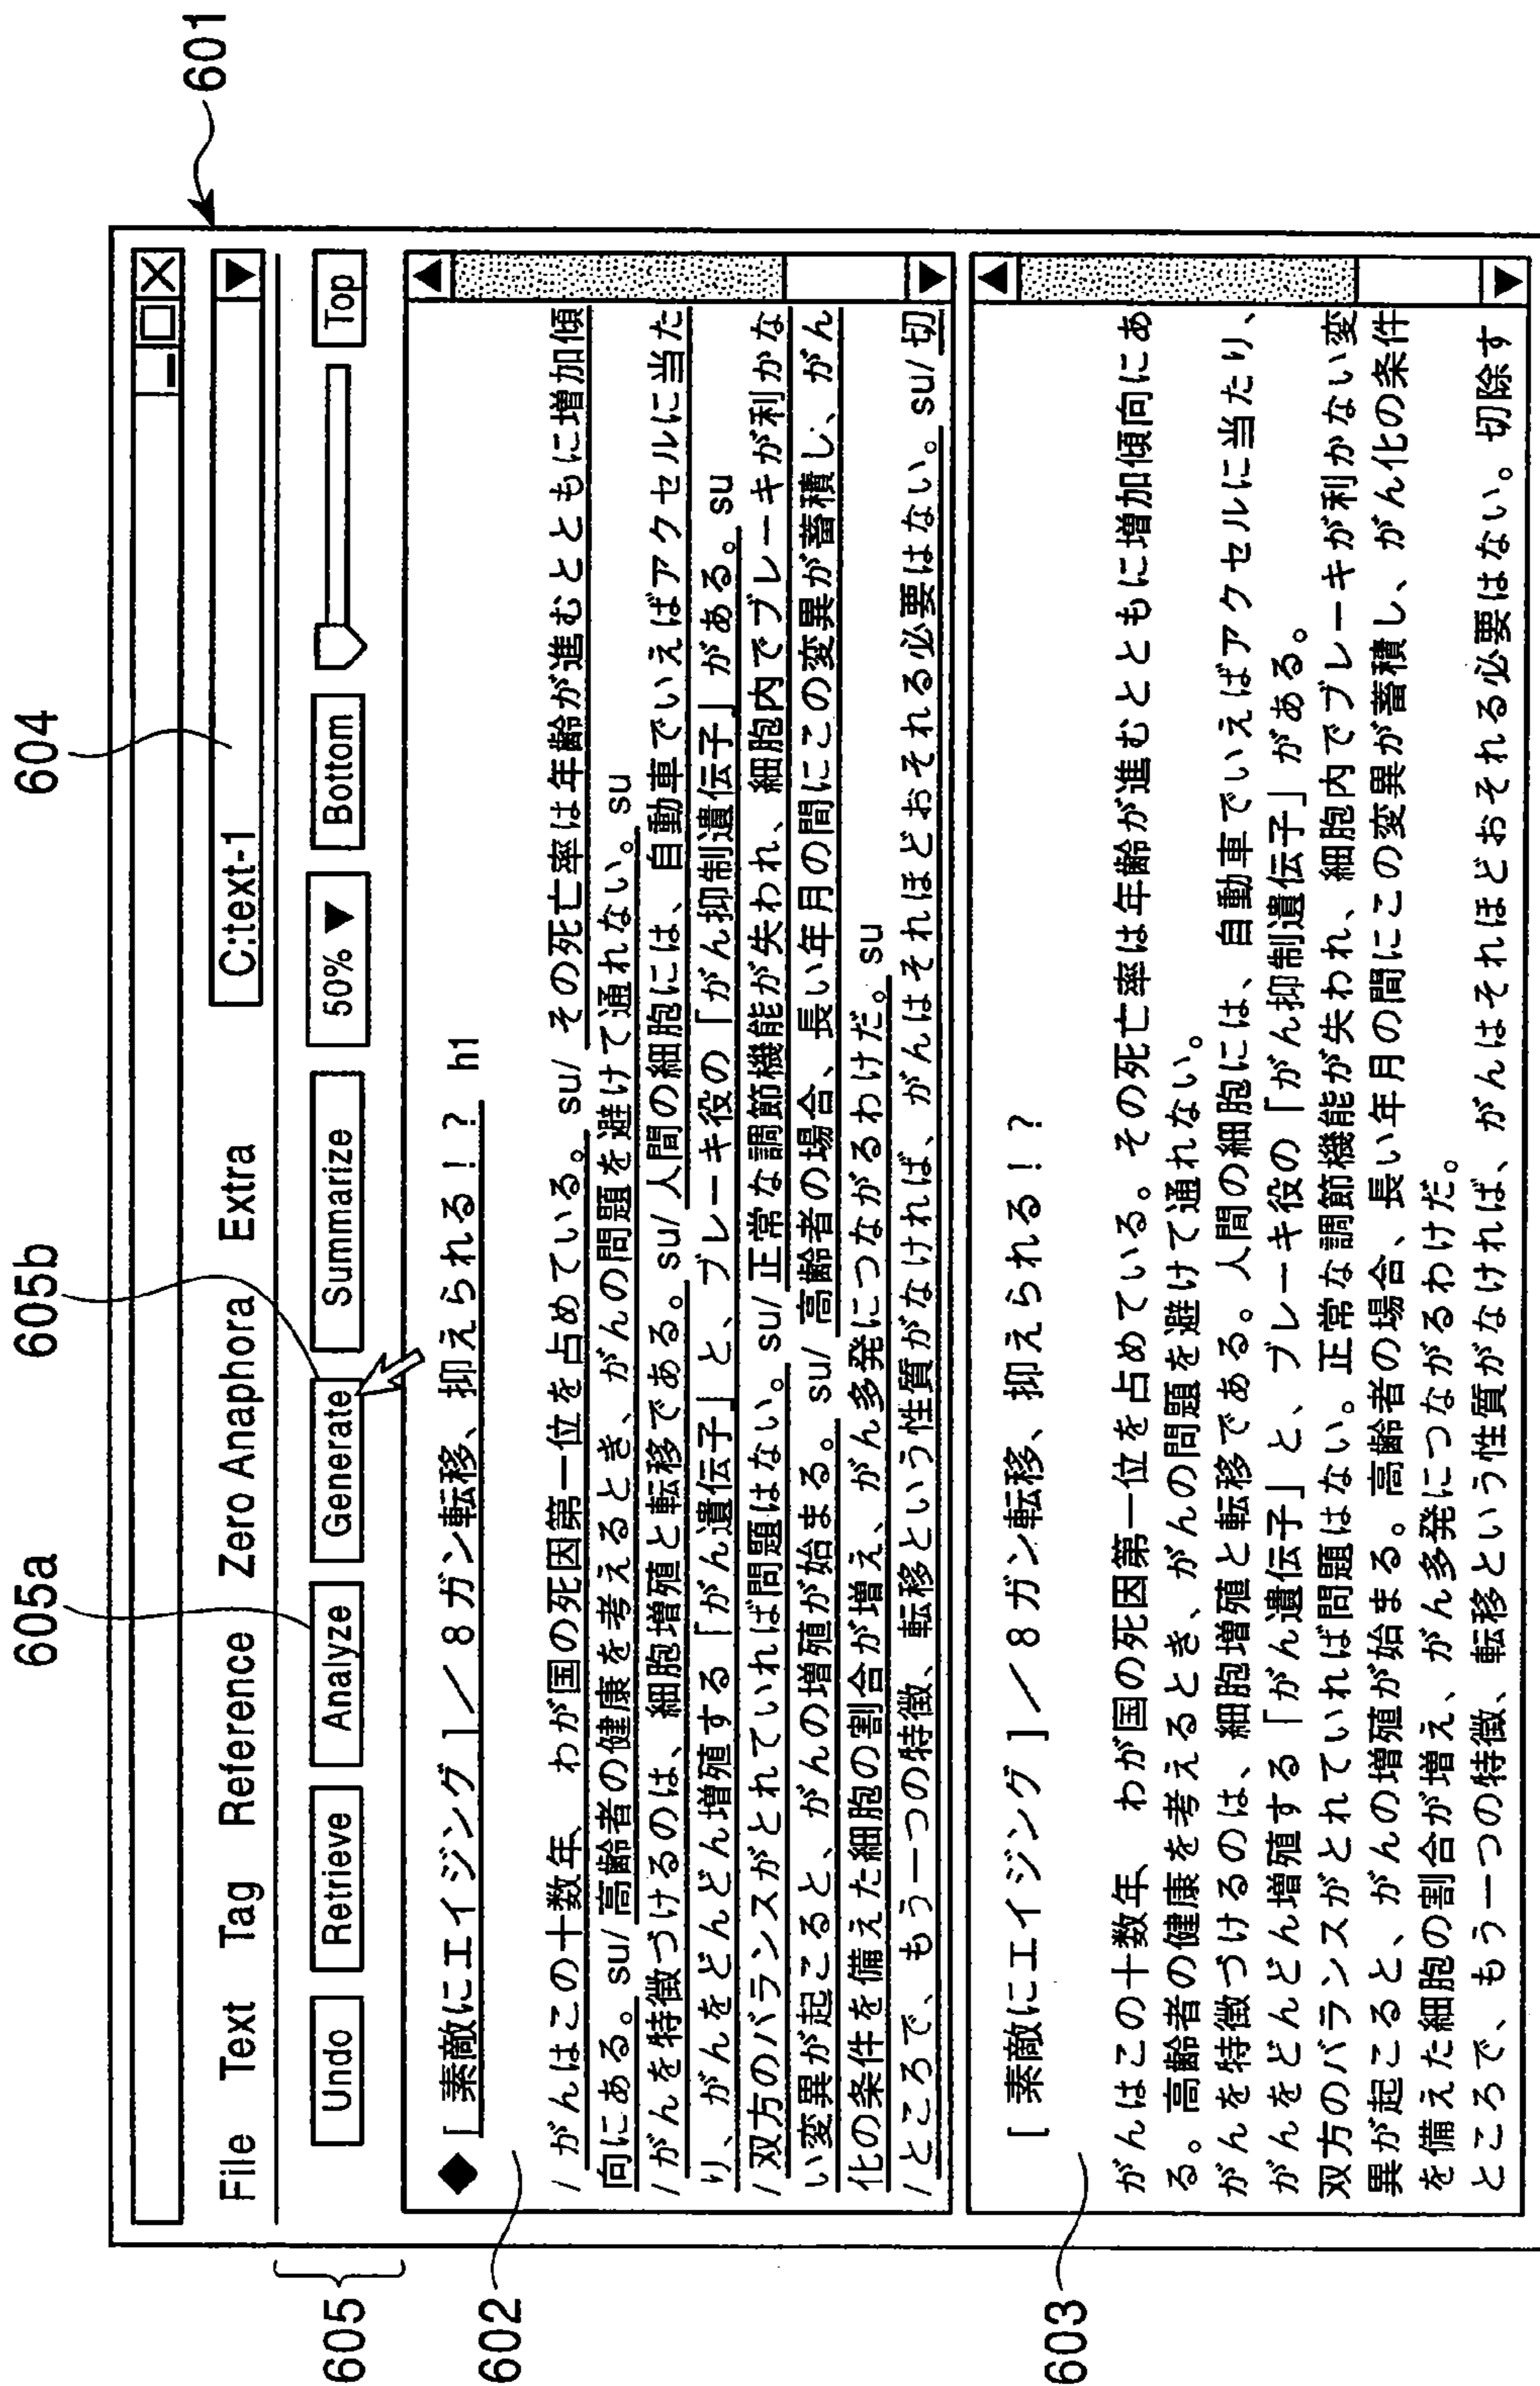 601
604
605b
605a
File Text Tag Reference Zero Anaphora Extra C:text-1
Undo Retrieve Analyze Generate Summarize 50% ▼ Bottom Top
605
602
◆ [ 素敵にエイジング ] ／８ガン転移、抑えられる！？ h1
/ がんはこの十数年、わが国の死因第一位を占めている。su/ その死亡率は年齢が進むとともに増加傾
向にある。su/ 高齢者の健康を考えるとき、がんの問題を避けて通れない。su
/がんを特徴づけるのは、細胞増殖と転移である。su/ 人間の細胞には、自動車でいえばアクセルに当た
り、がんをどんどん増殖する「がん遺伝子」と、ブレーキ役の「がん抑制遺伝子」がある。su
/ 双方のバランスがとれていれば問題はない。su/ 正常な調節機能が失われ、細胞内でブレーキが利かな
い変異が起こると、がんの増殖が始まる。su/ 高齢者の場合、長い年月の間にこの変異が蓄積し、がん
化の条件を備えた細胞の割合が増え、がん多発につながるわけだ。su
/ ところで、もう一つの特徴、転移という性質がなければ、がんはそれほどおそれる必要はない。su/ 切
603
[ 素敵にエイジング ] ／８ガン転移、抑えられる！？
がんはこの十数年、わが国の死因第一位を占めている。その死亡率は年齢が進むとともに増加傾向にあ
る。高齢者の健康を考えるとき、がんの問題を避けて通れない。
がんを特徴づけるのは、細胞増殖と転移である。人間の細胞には、自動車でいえばアクセルに当たり、
がんをどんどん増殖する「がん遺伝子」と、ブレーキ役の「がん抑制遺伝子」がある。
双方のバランスがとれていれば問題はない。正常な調節機能が失われ、細胞内でブレーキが利かない変
異が起こると、がんの増殖が始まる。高齢者の場合、長い年月の間にこの変異が蓄積し、がん化の条件
を備えた細胞の割合が増え、がん多発につながるわけだ。
ところで、もう一つの特徴、転移という性質がなければ、がんはそれほどおそれる必要はない。切除す